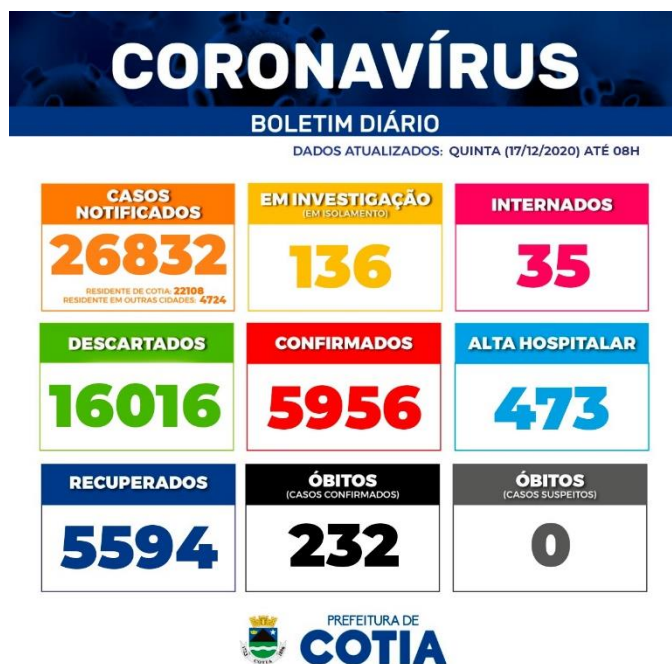 CORONAVÍRUS
BOLETIM DIÁRIO
DADOS ATUALIZADOS: QUINTA (17/12/2020) ATÉ 08H
CASOS
NOTIFICADOS
26832
RESIDENTE DE COTIA: 22108
RESIDENTE EM OUTRAS CIDADES: 4724
EM INVESTIGAÇÃO
(EM ISOLAMENTO)
136
INTERNADOS
35
DESCARTADOS
16016
CONFIRMADOS
5956
ALTA HOSPITALAR
473
RECUPERADOS
5594
ÓBITOS
(CASOS CONFIRMADOS)
232
ÓBITOS
(CASOS SUSPEITOS)
0
PREFEITURA DE
COTIA